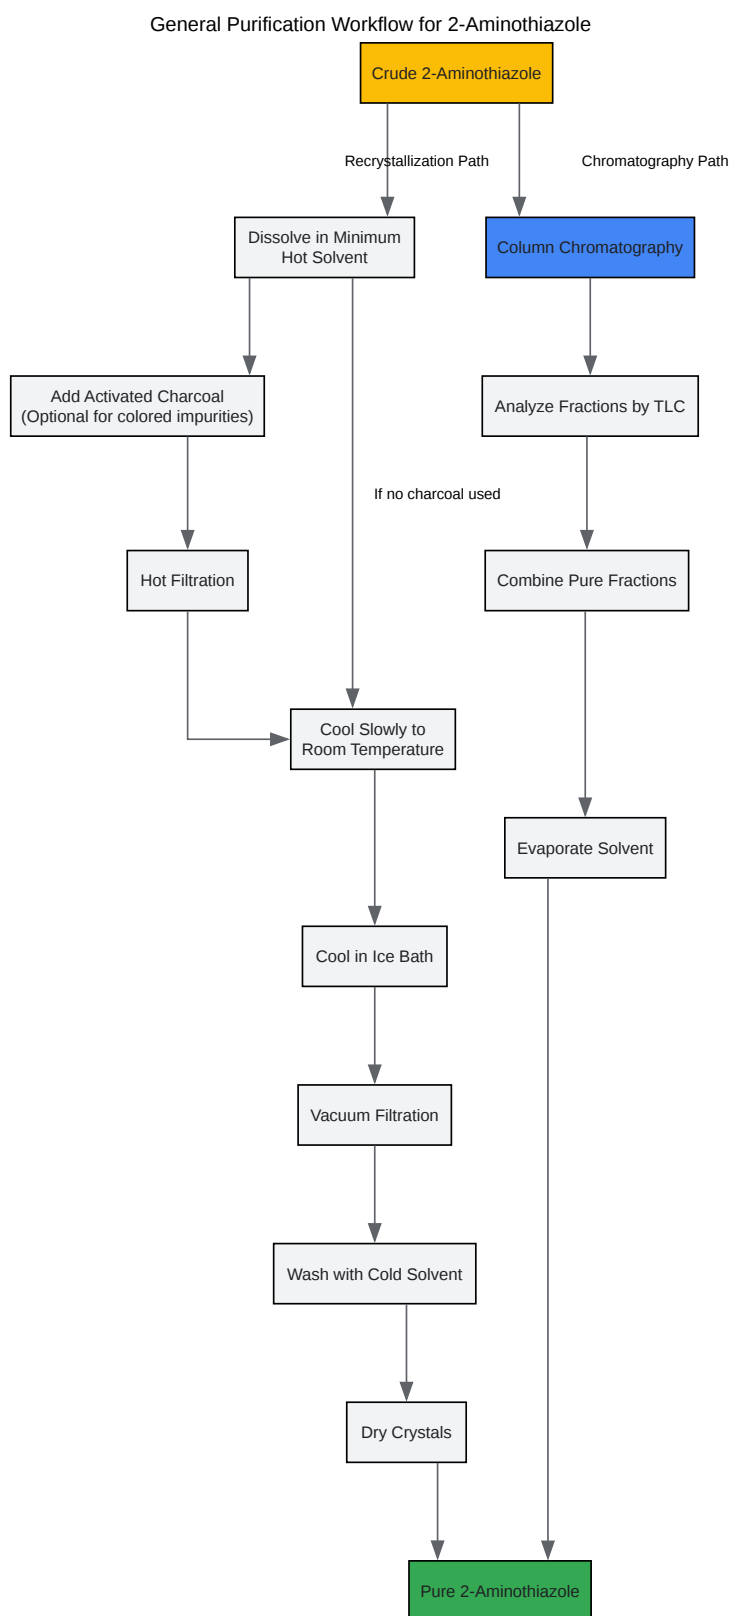 General Purification Workflow for 2-Aminothiazole
Crude 2-Aminothiazole
Recrystallization Path
Chromatography Path
Dissolve in Minimum
Hot Solvent
Column Chromatography
Add Activated Charcoal
(Optional for colored impurities)
Analyze Fractions by TLC
If no charcoal used
Hot Filtration
Combine Pure Fractions
Cool Slowly to
Room Temperature
Evaporate Solvent
Cool in Ice Bath
Vacuum Filtration
Wash with Cold Solvent
Dry Crystals
Pure 2-Aminothiazole